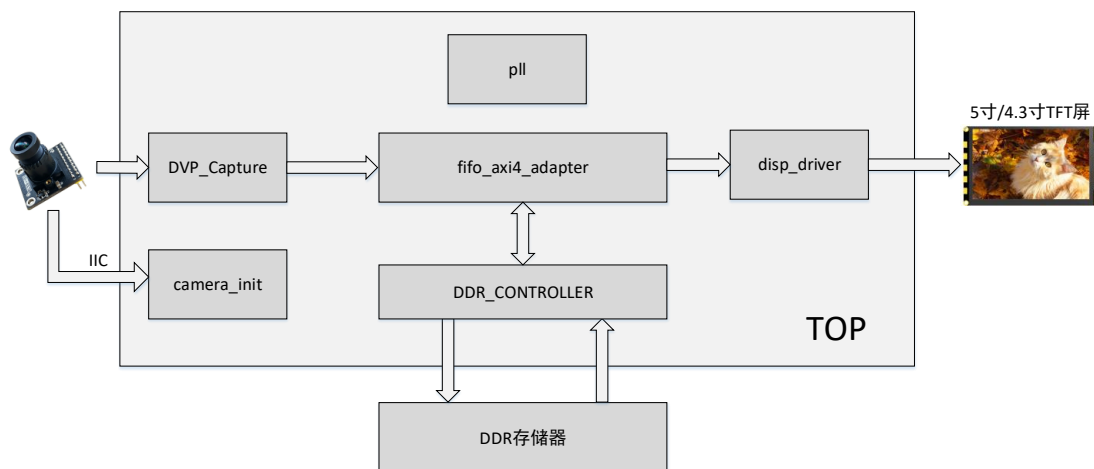 pll
5寸/4.3寸TFT屏
DVP_Capture
fifo_axi4_adapter
disp_driver
IIC
camera_init
DDR_CONTROLLER
TOP
DDR存储器